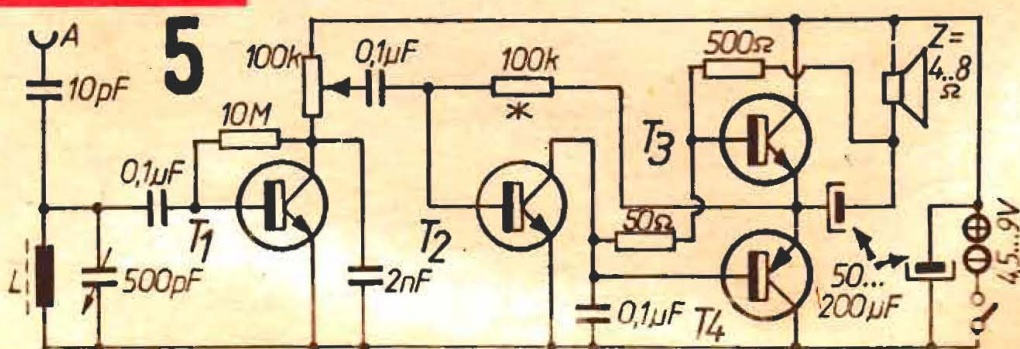 A
5
10pF
100k
0,1µF
100k
*
500Ω
Z=
4..8
Ω
10M
0,1µF
T1
T2
T3
50Ω
L
500pF
2nF
0,1µF
T4
50...
200µF
4,5...9V